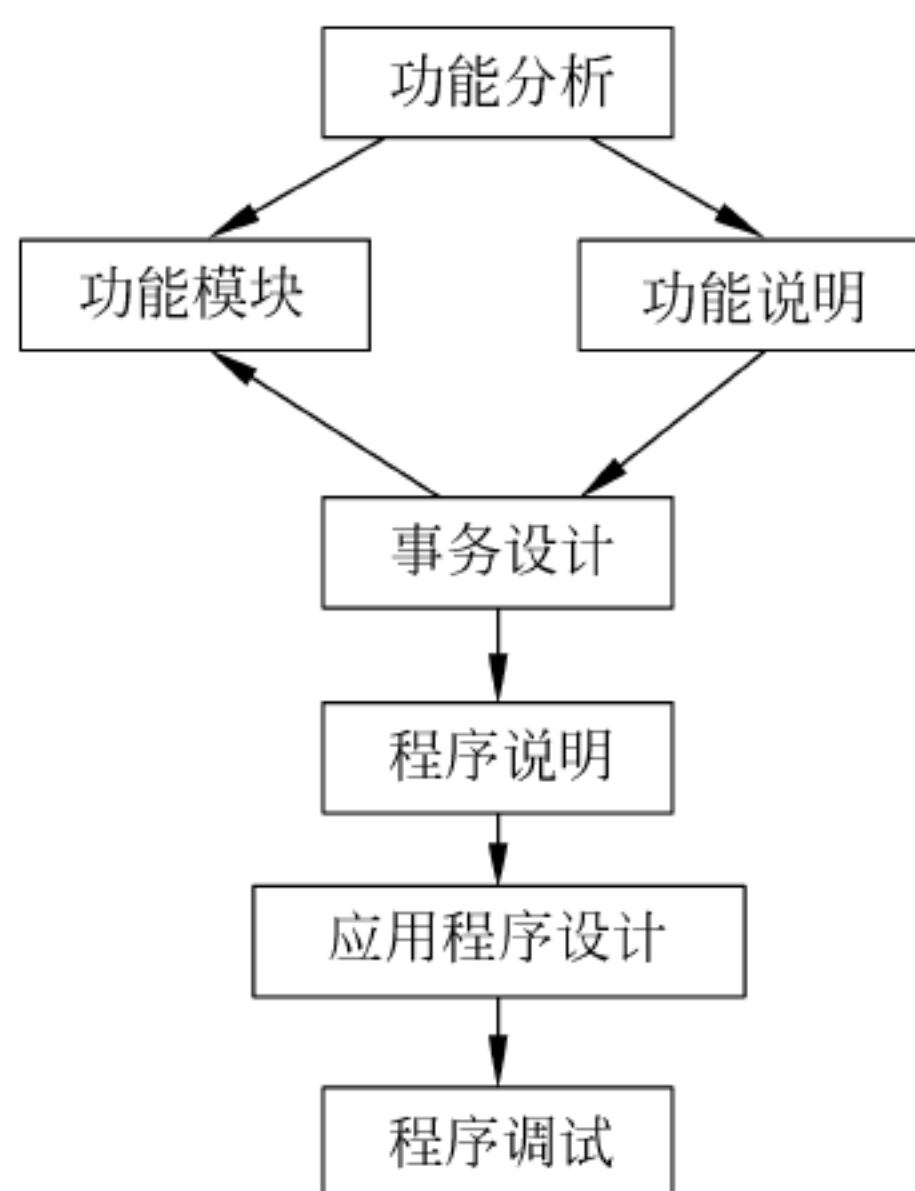 功能分析
功能模块
功能说明
事务设计
程序说明
应用程序设计
程序调试